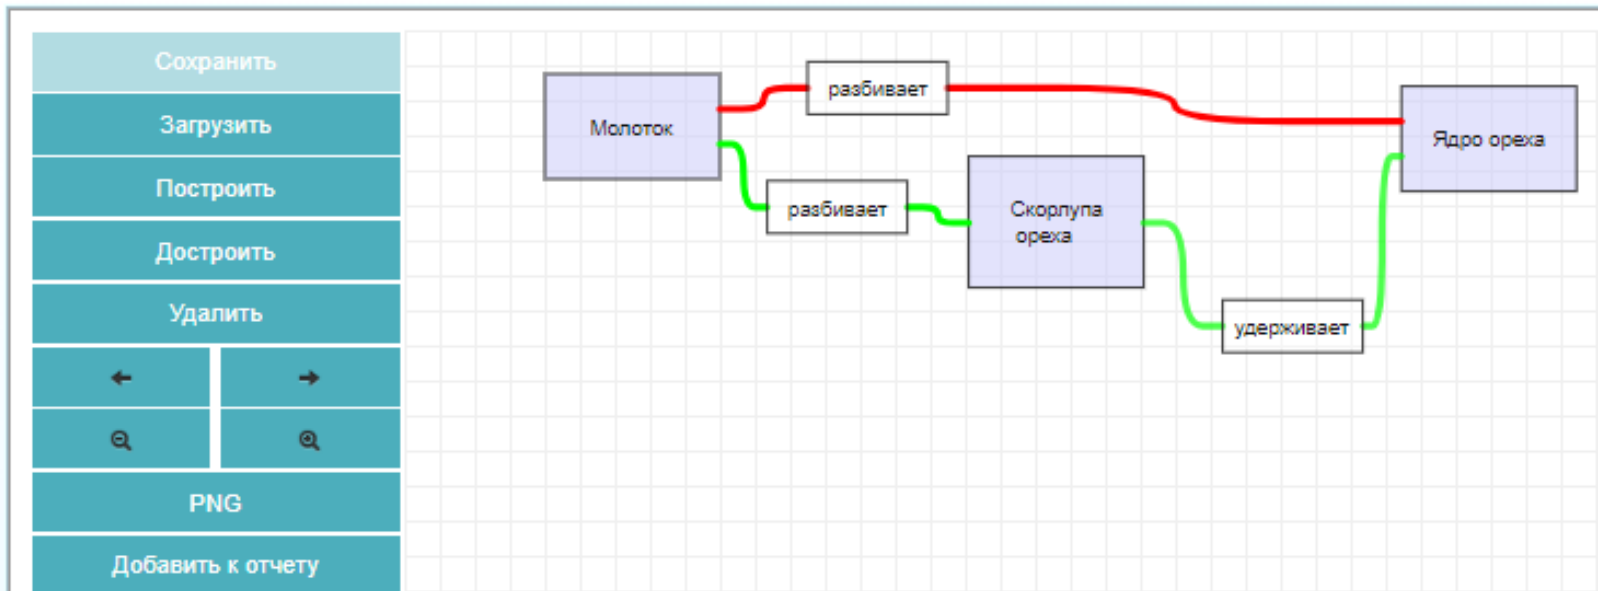 Сохранить
Загрузить
Построить
Достроить
Удалить
PNG
Добавить к отчету
Молоток
разбивает
разбивает
Скорлупа
ореха
удерживает
Ядро ореха